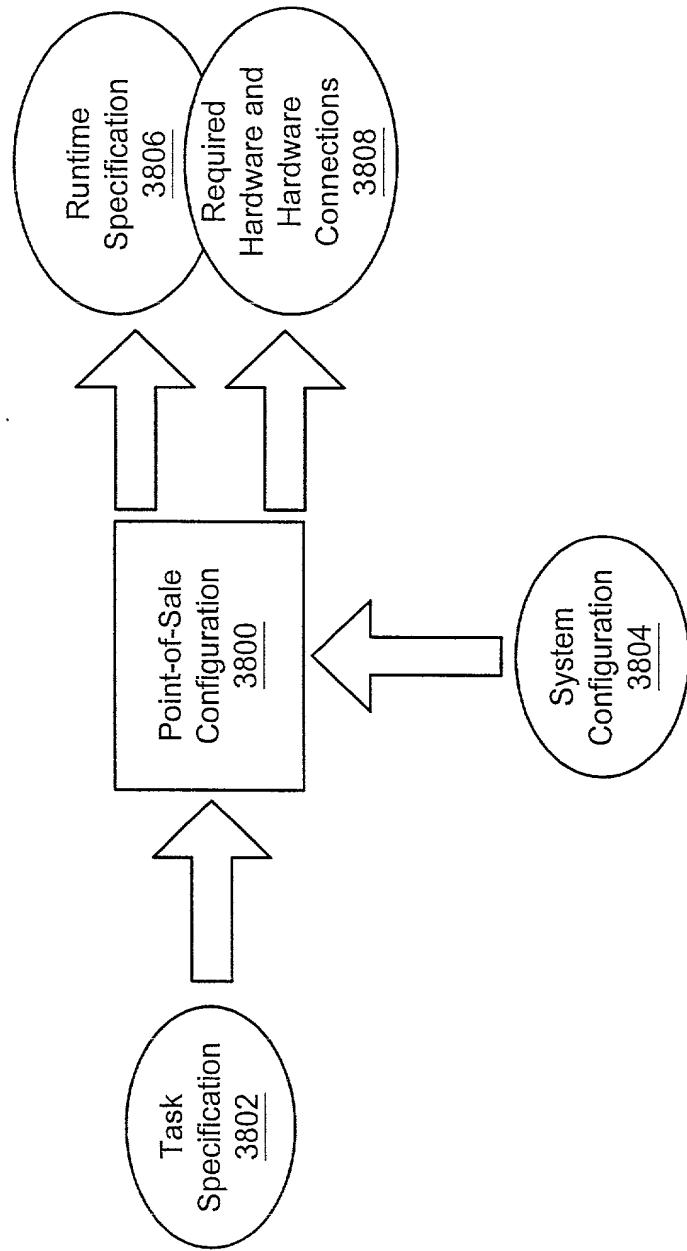 Task
Specification
3802
Point-of-Sale
Configuration
3800
System
Configuration
3804
Runtime
Specification
3806
Required
Hardware and
Hardware
Connections
3808